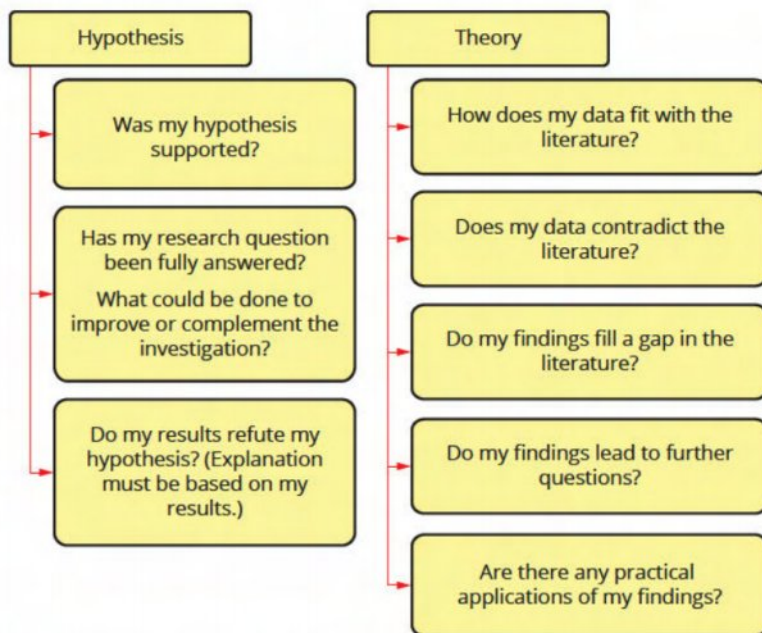 Hypothesis
Was my hypothesis
supported?
Has my research question
been fully answered?
What could be done to
improve or complement the
investigation?
Do my results refute my
hypothesis? (Explanation
must be based on my
results.)
Theory
How does my data fit with the
literature?
Does my data contradict the
literature?
Do my findings fill a gap in the
literature?
Do my findings lead to further
questions?
Are there any practical
applications of my findings?